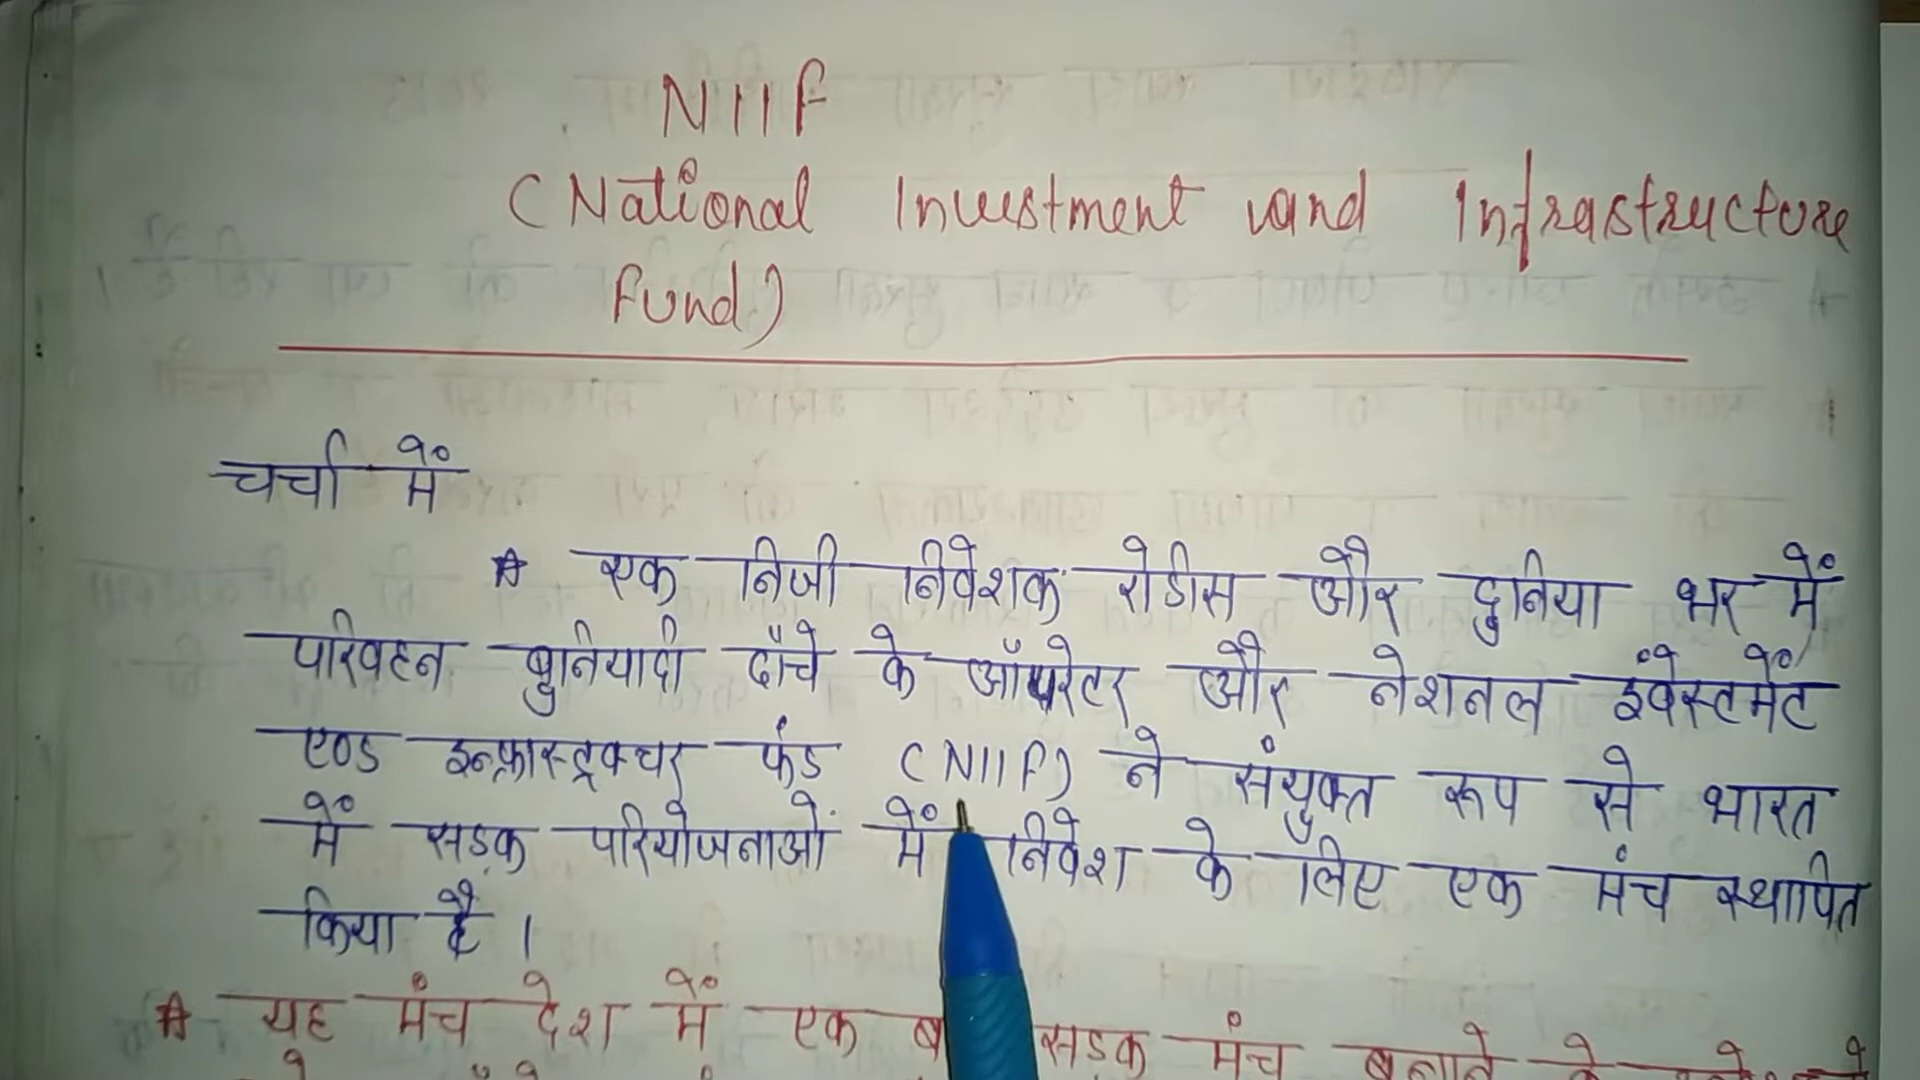 NIIF
(National Investment and Infrastructure
Fund)
चर्चा में
* एक निजी निवेशक रोडीस और दुनिया भर में
परिवहन बुनियादी ढाँचे के ऑपरेटर और नेशनल इंवेस्टमेंट
एण्ड इन्फ्रास्ट्रक्चर फंड (NIIF) ने संयुक्त रूप से भारत
में सड़क परियोजनाओं में निवेश के लिए एक मंच स्थापित
किया है ।
* यह मंच देश में एक सड़क मंच बनाने के